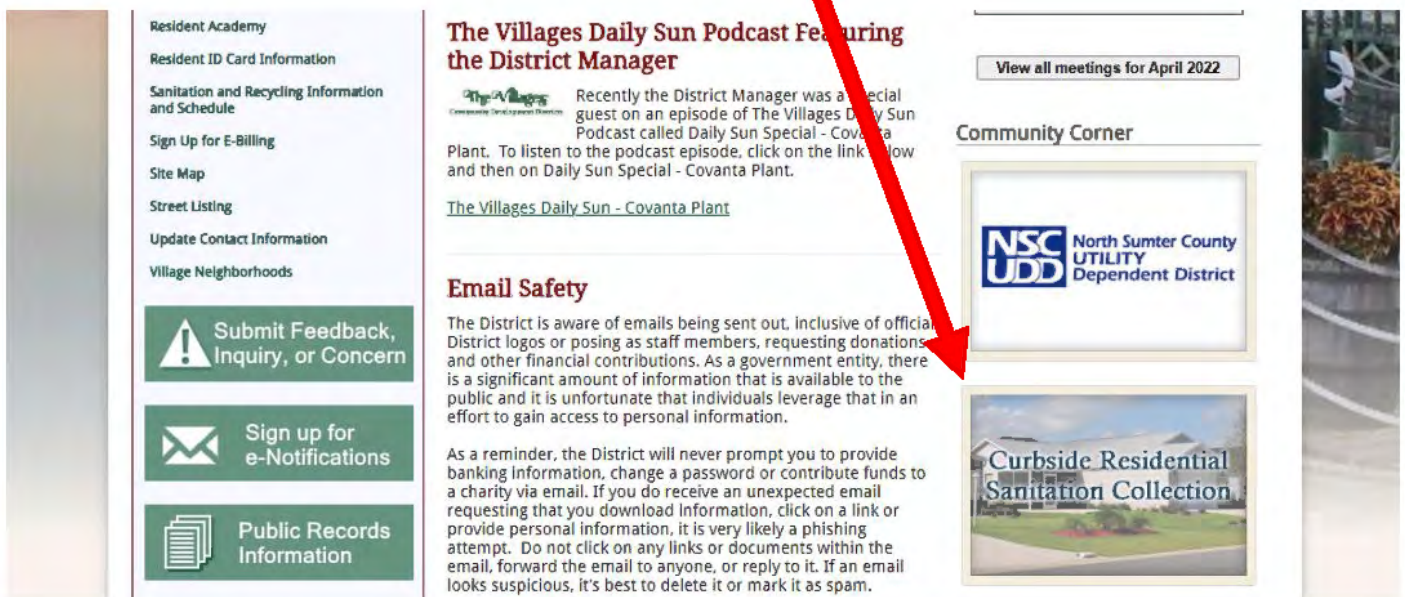 Resident Academy
Resident ID Card Information
Sanitation and Recycling Information
and Schedule
Sign Up for E-Billing
Site Map
Street Listing
Update Contact Information
Village Neighborhoods
Submit Feedback,
Inquiry, or Concern
Sign up for
e-Notifications
Public Records
Information
The Villages Daily Sun Podcast Featuring
the District Manager
The Villages
Community Development Districts
Recently the District Manager was a special
guest on an episode of The Villages Daily Sun
Podcast called Daily Sun Special - Covanta
Plant. To listen to the podcast episode, click on the link below
and then on Daily Sun Special - Covanta Plant.
The Villages Daily Sun - Covanta Plant
Email Safety
The District is aware of emails being sent out, inclusive of official
District logos or posing as staff members, requesting donations
and other financial contributions. As a government entity, there
is a significant amount of information that is available to the
public and it is unfortunate that individuals leverage that in an
effort to gain access to personal information.
As a reminder, the District will never prompt you to provide
banking information, change a password or contribute funds to
a charity via email. If you do receive an unexpected email
requesting that you download information, click on a link or
provide personal information, it is very likely a phishing
attempt. Do not click on any links or documents within the
email, forward the email to anyone, or reply to it. If an email
looks suspicious, it's best to delete it or mark it as spam.
View all meetings for April 2022
Community Corner
NSC
UDD
North Sumter County
UTILITY
Dependent District
Curbside Residential
Sanitation Collection